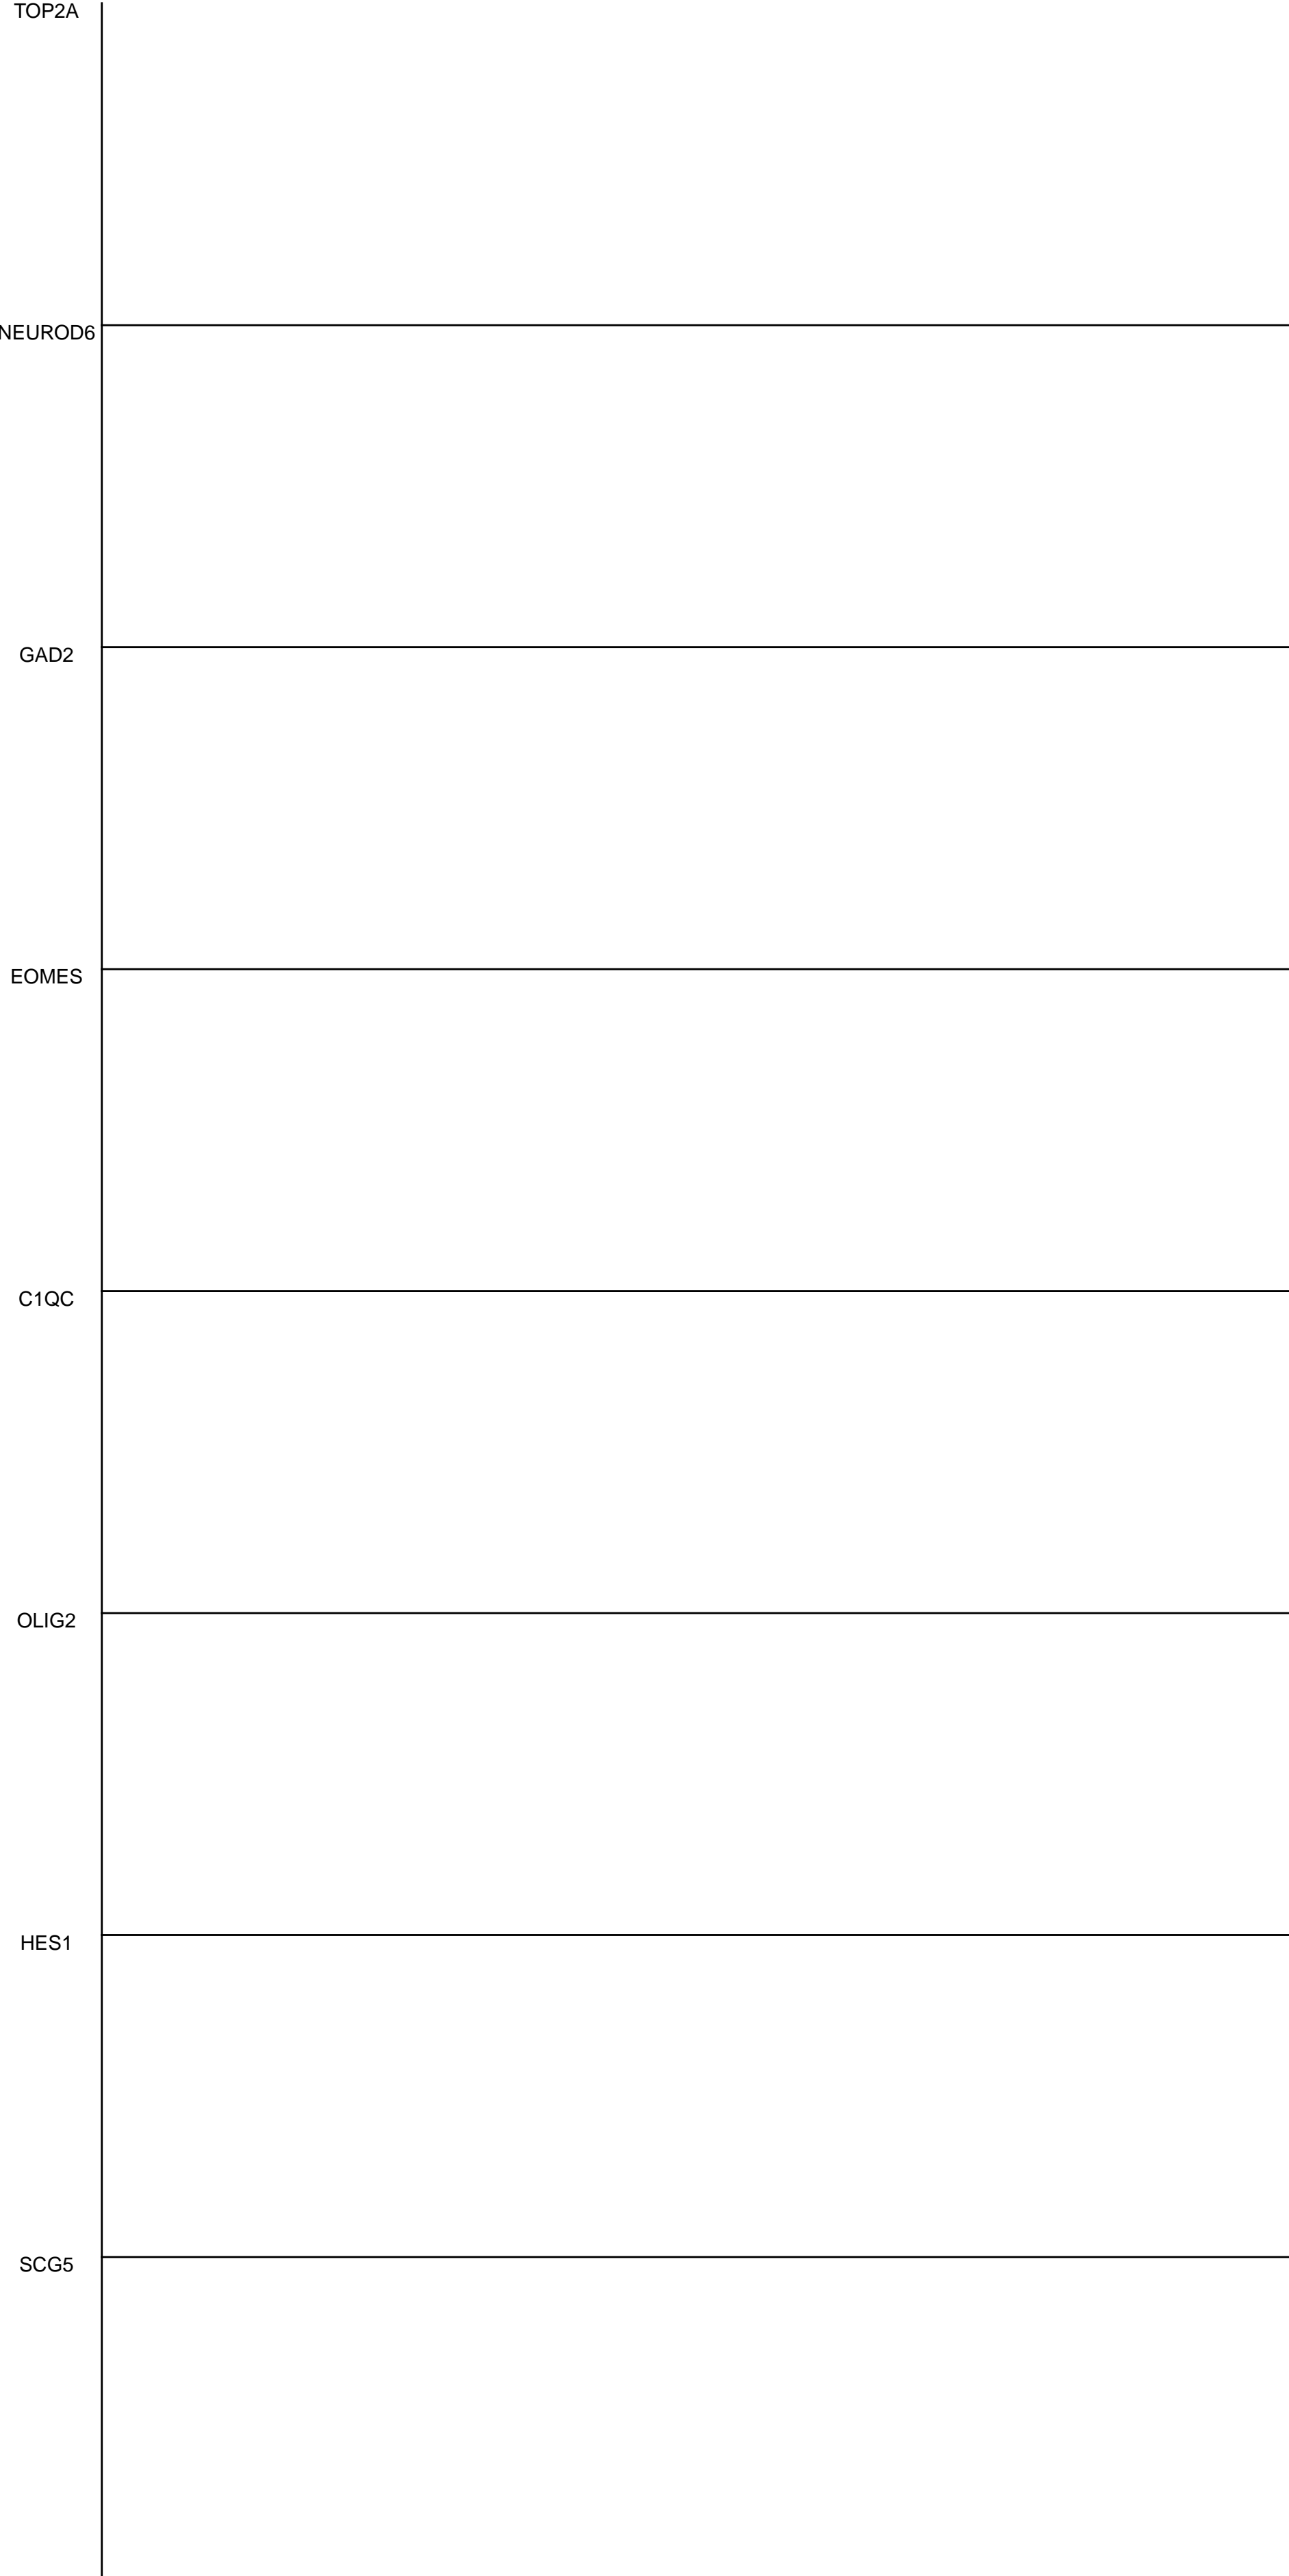 TOP2A
NEUROD6
GAD2
EOMES
C1QC
OLIG2
HES1
SCG5